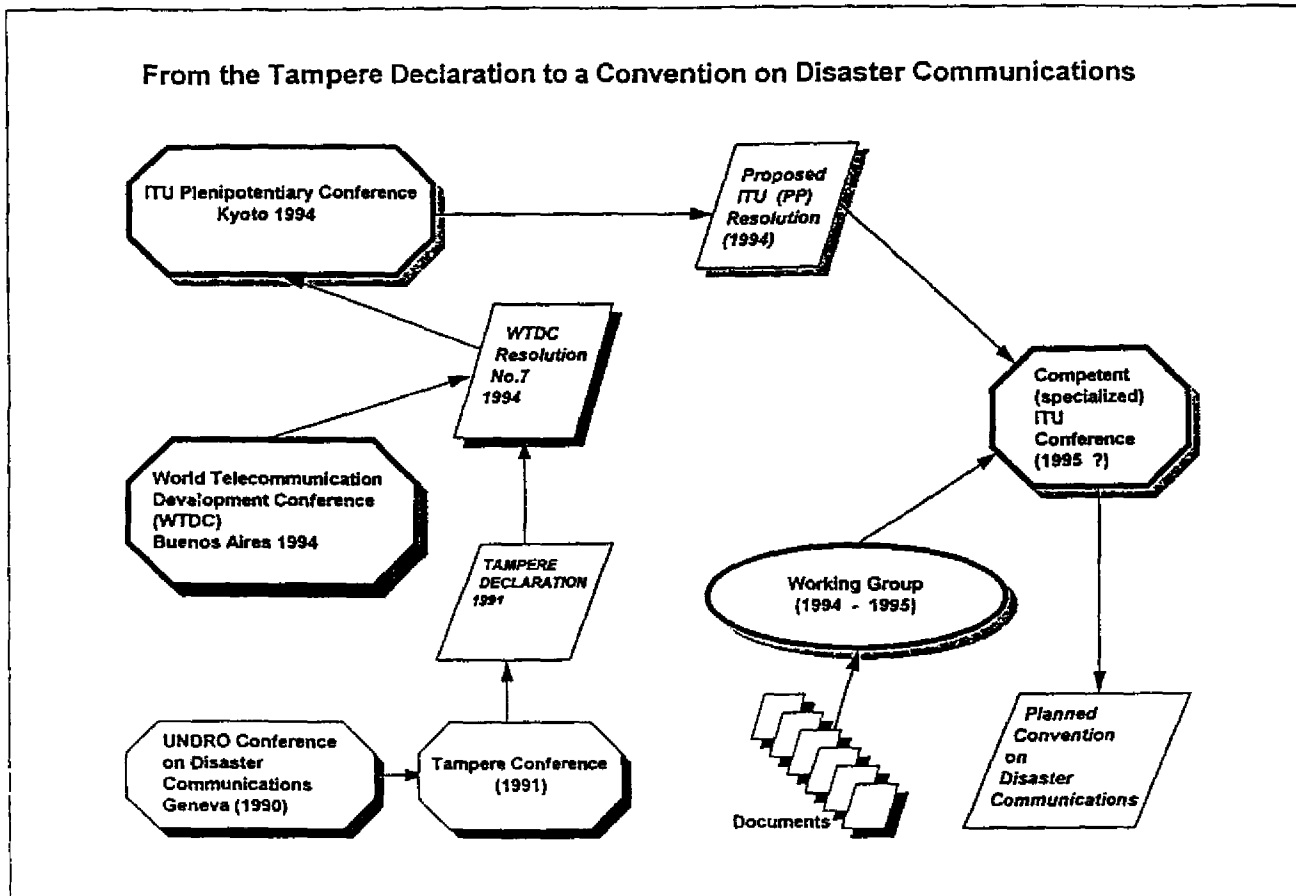 From the Tampere Declaration to a Convention on Disaster Communications
ITU Plenipotentiary Conference
Kyoto 1994
Proposed
ITU (PP)
Resolution
(1994)
WTDC
Resolution
No.7
1994
Competent
(specialized)
ITU
Conference
(1995 ?)
World Telecommunication
Development Conference
(WTDC)
Buenos Aires 1994
TAMPERE
DECLARATION
1991
Working Group
(1994 - 1995)
UNDRO Conference
on Disaster
Communications
Geneva (1990)
Tampere Conference
(1991)
Documents
Planned
Convention
on
Disaster
Communications